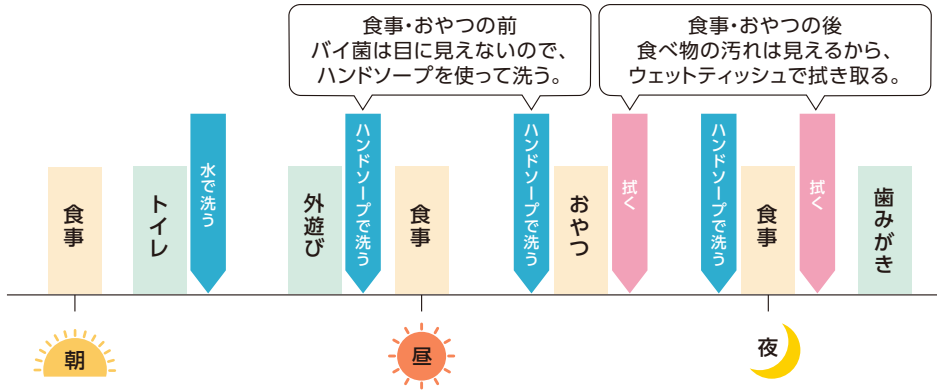 食事・おやつの前
バイ菌は目に見えないので、
ハンドソープを使って洗う。
食事・おやつの後
食べ物の汚れは見えるから、
ウェットティッシュで拭き取る。
食事
トイレ
水で洗う
外遊び
ハンドソープで洗う
食事
ハンドソープで洗う
おやつ
拭く
ハンドソープで洗う
食事
拭く
歯みがき
朝
昼
夜